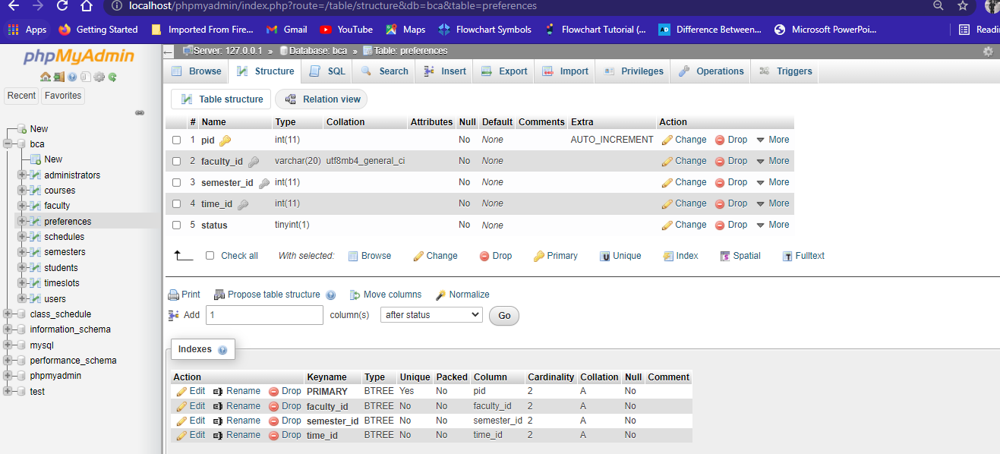 localhost/phpmyadmin/index.php?route=/table/structure&db=bca&table=preferences
Apps Getting Started Imported From Fire... Gmail YouTube Maps Flowchart Symbols Flowchart Tutorial (... Difference Between... Microsoft PowerPoi... Readi
phpMyAdmin
Recent Favorites
New
bca
New
administrators
courses
faculty
preferences
schedules
semesters
students
timeslots
users
class_schedule
information_schema
mysql
performance_schema
phpmyadmin
test
Server: 127.0.0.1 » Database: bca » Table: preferences
Browse Structure SQL Search Insert Export Import Privileges Operations Triggers
Table structure Relation view
# Name Type Collation Attributes Null Default Comments Extra Action
1 pid int(11) No None AUTO_INCREMENT Change Drop More
2 faculty_id varchar(20) utf8mb4_general_ci No None Change Drop More
3 semester_id int(11) No None Change Drop More
4 time_id int(11) No None Change Drop More
5 status tinyint(1) No None Change Drop More
Check all With selected: Browse Change Drop Primary Unique Index Spatial Fulltext
Print Propose table structure Move columns Normalize
Add 1 column(s) after status Go
Indexes
Action Keyname Type Unique Packed Column Cardinality Collation Null Comment
Edit Rename Drop PRIMARY BTREE Yes No pid 2 A No
Edit Rename Drop faculty_id BTREE No No faculty_id 2 A No
Edit Rename Drop semester_id BTREE No No semester_id 2 A No
Edit Rename Drop time_id BTREE No No time_id 2 A No